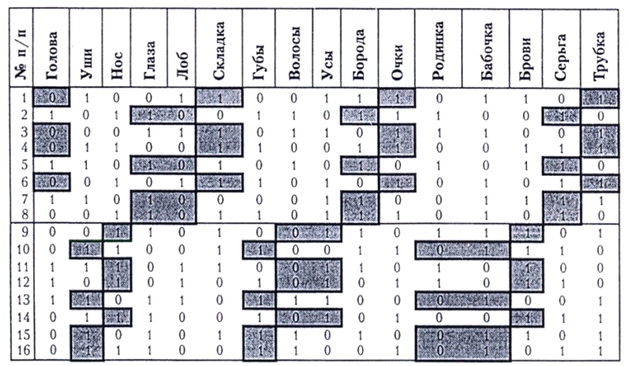 № п/п Голова Уши Нос Глаза Лоб Складка Губы Волосы Усы Борода Очки Родинка Бабочка Брови Серьга Трубка
1 0 1 0 0 1 1 0 0 1 1 1 0 1 1 0 1
2 1 0 1 1 0 0 1 1 0 1 1 0 0 1 1 0
3 0 0 0 1 1 1 0 0 0 1 1 1 1 0 0 1
4 0 1 1 0 1 1 0 1 0 1 1 0 0 1 1 1
5 1 1 0 1 0 1 0 1 0 1 0 1 0 1 1 0
6 0 0 1 0 1 1 1 0 1 0 0 0 1 0 1 1
7 1 1 0 1 0 1 0 1 0 1 1 0 1 0 1 0
8 0 0 1 1 0 1 1 0 1 1 1 0 0 1 1 0
9 0 0 1 0 1 1 0 0 1 1 0 1 1 1 0 0
10 0 1 1 0 0 0 1 1 0 1 1 0 1 1 1 0
11 1 1 1 0 1 1 0 0 1 0 1 1 0 1 0 0
12 1 0 1 1 0 1 1 0 1 0 1 0 1 1 0 0
13 1 1 0 1 1 0 1 1 1 0 0 0 1 0 0 1
14 0 1 1 1 0 1 0 0 1 1 1 0 0 1 1 1
15 0 1 0 1 1 0 1 1 0 1 0 0 1 1 0 1
16 0 1 1 1 0 0 1 0 0 1 1 0 1 0 1 1